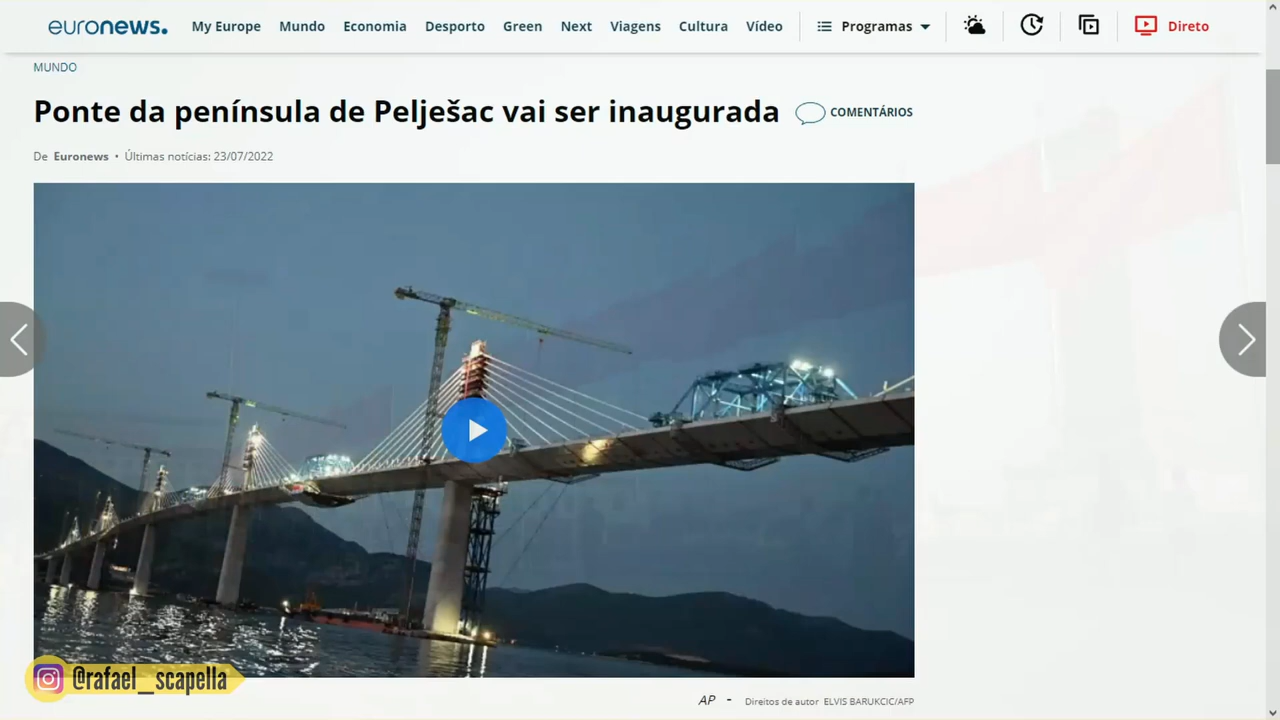 euronews.
My Europe Mundo Economia Desporto Green Next Viagens Cultura Vídeo Programas Direto
MUNDO
Ponte da península de Pelješac vai ser inaugurada
COMENTÁRIOS
De Euronews • Últimas notícias: 23/07/2022
@rafael_scapella
AP - Direitos de autor ELVIS BARUKCIC/AFP